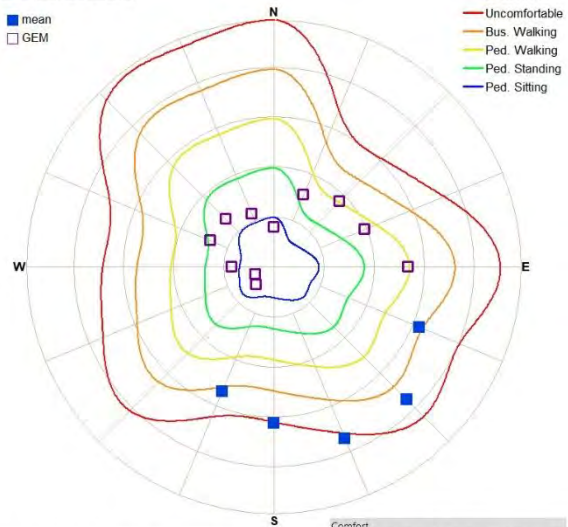 mean
GEM
Uncomfortable
Bus. Walking
Ped. Walking
Ped. Standing
Ped. Sitting
N
W
E
S
Comfort